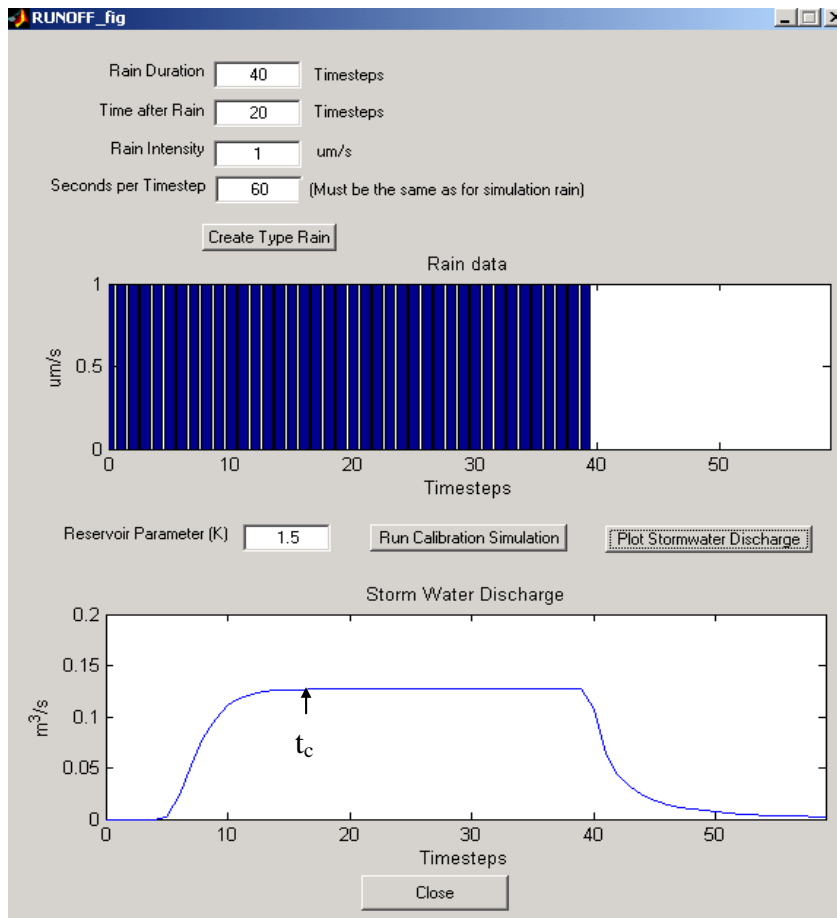 RUNOFF_fig
Rain Duration 40 Timesteps
Time after Rain 20 Timesteps
Rain Intensity 1 um/s
Seconds per Timestep 60 (Must be the same as for simulation rain)
Create Type Rain
Rain data
1
0.5
0
um/s
0 10 20 30 40 50
Timesteps
Reservoir Parameter (K) 1.5 Run Calibration Simulation Plot Stormwater Discharge
Storm Water Discharge
0.2
0.15
0.1
0.05
0
m³/s
t_c
0 10 20 30 40 50
Timesteps
Close